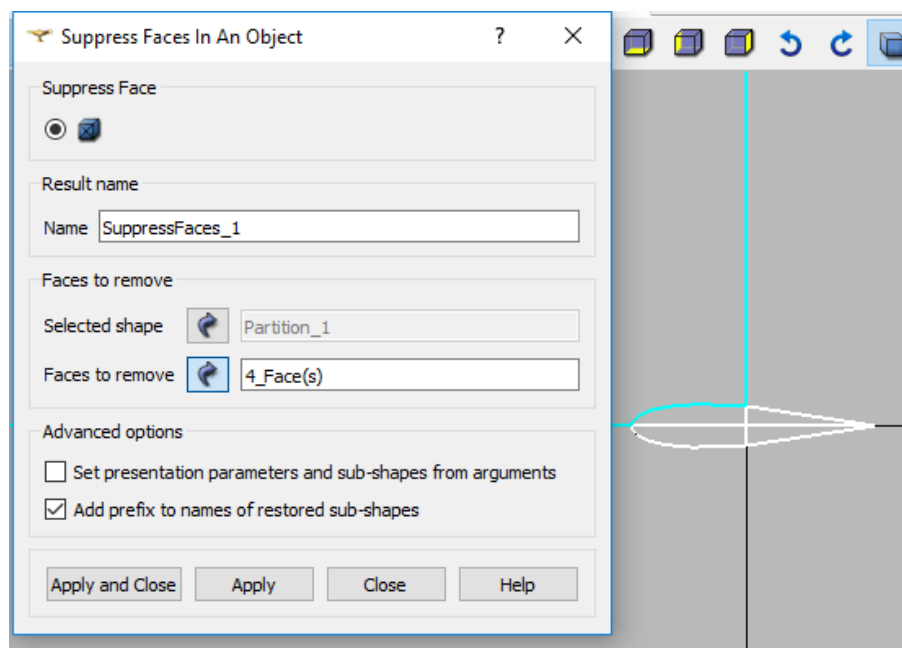 Suppress Faces In An Object ?
Suppress Face
Result name
Name SuppressFaces_1
Faces to remove
Selected shape Partition_1
Faces to remove 4_Face(s)
Advanced options
Set presentation parameters and sub-shapes from arguments
Add prefix to names of restored sub-shapes
Apply and Close Apply Close Help